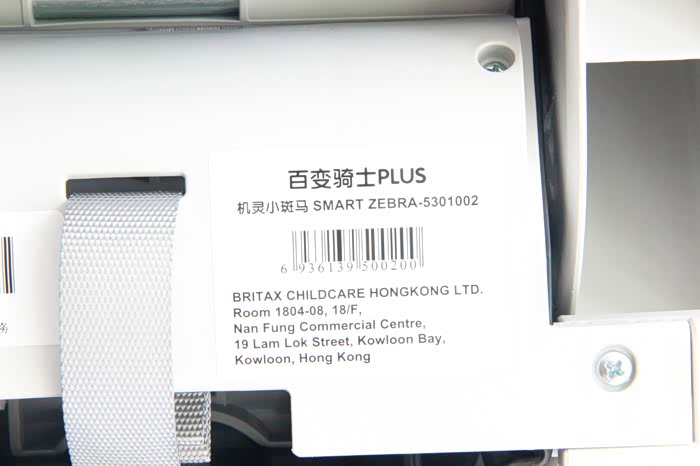 百变骑士PLUS
机灵小斑马 SMART ZEBRA-5301002
6 936139 500200
BRITAX CHILDCARE HONGKONG LTD.
Room 1804-08, 18/F,
Nan Fung Commercial Centre,
19 Lam Lok Street, Kowloon Bay,
Kowloon, Hong Kong
务